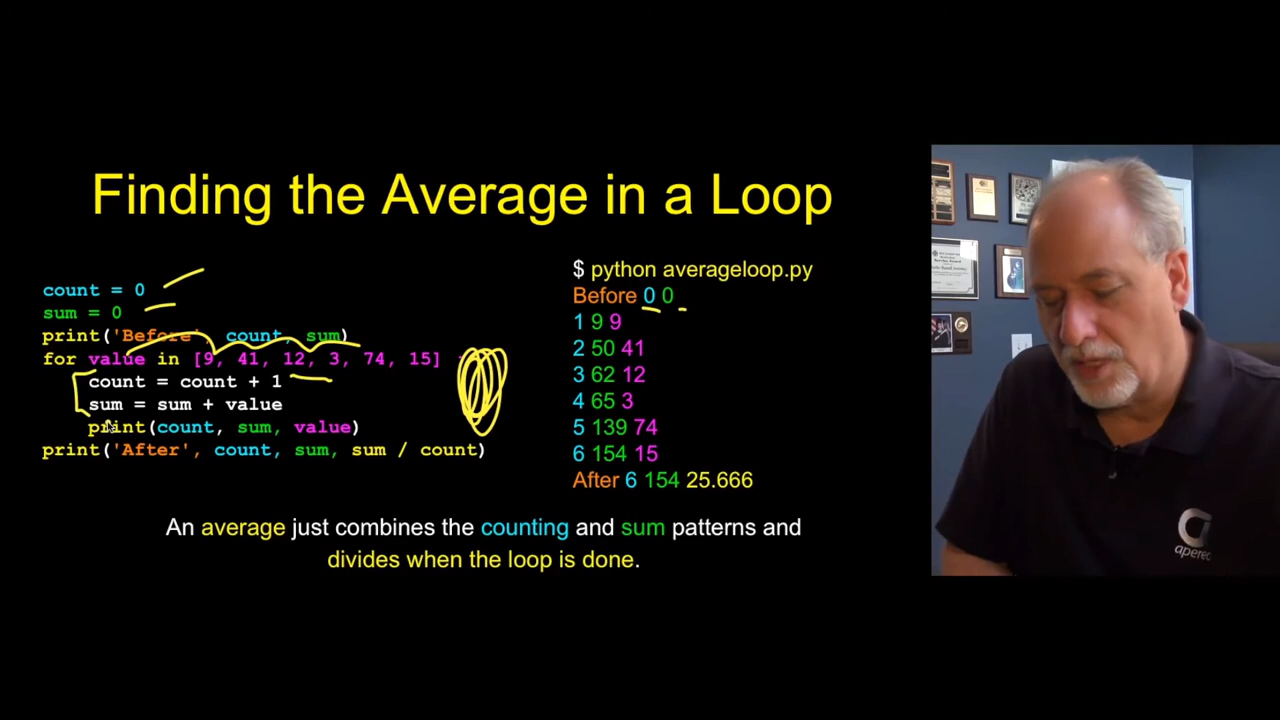 Finding the Average in a Loop
count = 0
sum = 0
print('Before', count, sum)
for value in [9, 41, 12, 3, 74, 15] :
    count = count + 1
    sum = sum + value
    print(count, sum, value)
print('After', count, sum, sum / count)
$ python averageloop.py
Before 0 0
1 9 9
2 50 41
3 62 12
4 65 3
5 139 74
6 154 15
After 6 154 25.666
An average just combines the counting and sum patterns and
divides when the loop is done.
apereo